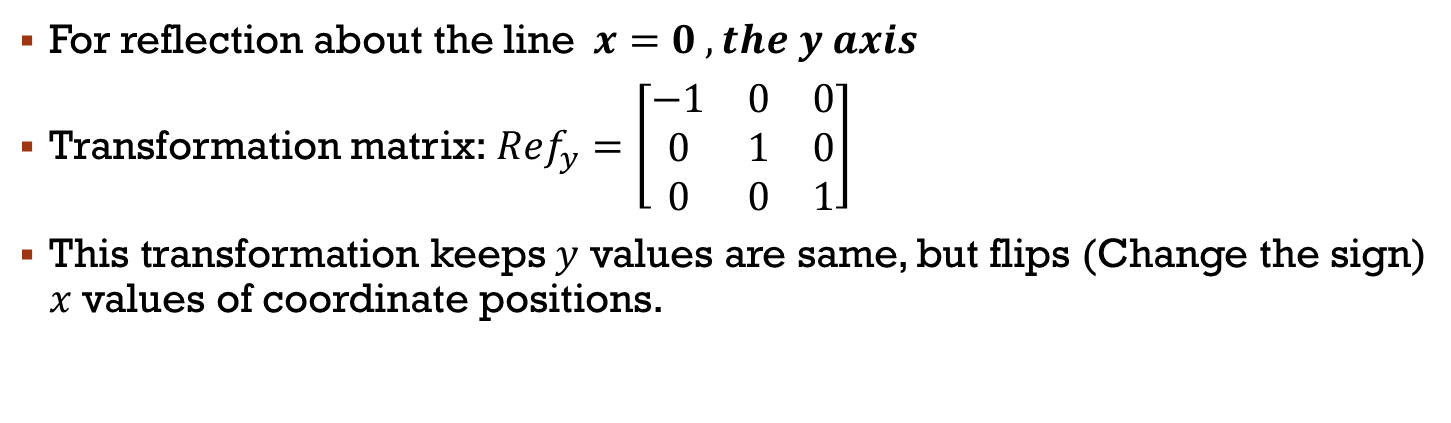 ▪ For reflection about the line x = 0 , the y axis
▪ Transformation matrix: Ref_y = [−1 0 0
0 1 0
0 0 1]
▪ This transformation keeps y values are same, but flips (Change the sign)
x values of coordinate positions.